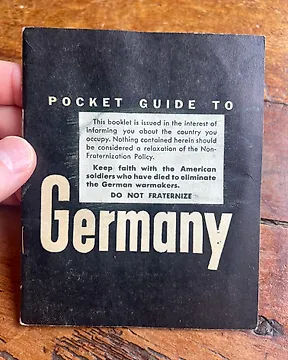 POCKET GUIDE TO
This booklet is issued in the interest of
informing you about the country you
occupy. Nothing contained herein should
be considered a relaxation of the Non-
Fraternization Policy.
Keep faith with the American
soldiers who have died to eliminate
the German warmakers.
DO NOT FRATERNIZE
Germany